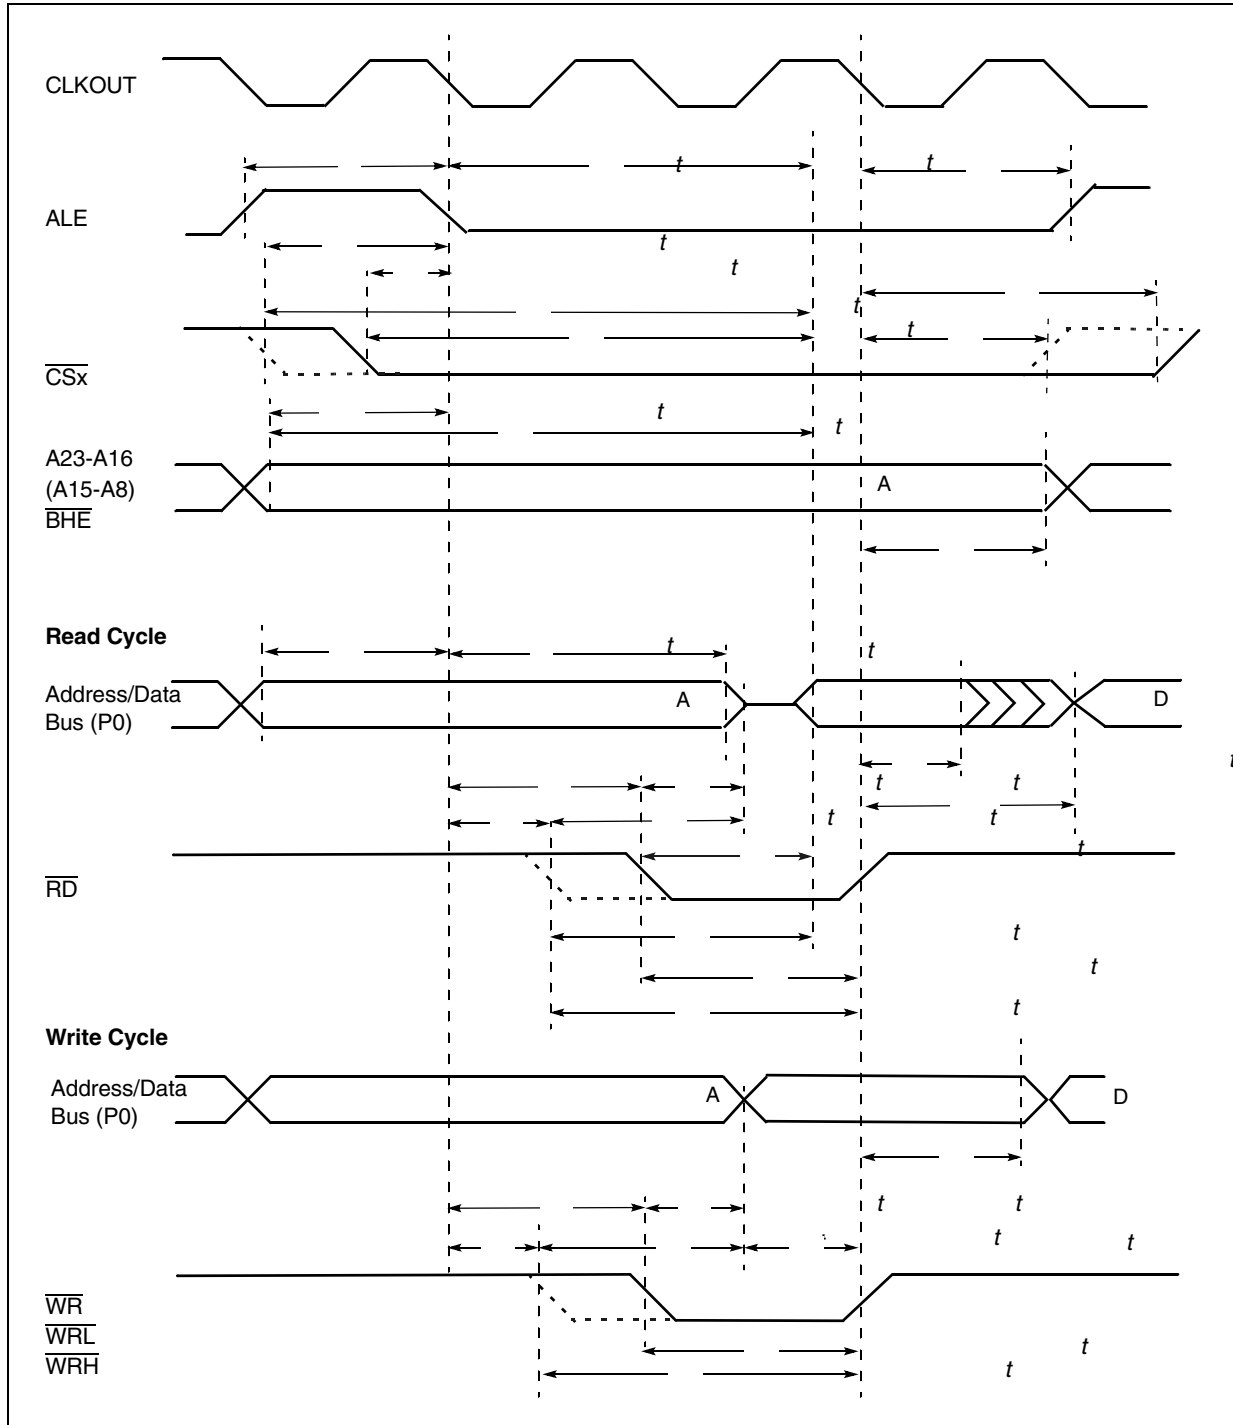 CLKOUT
t
t
ALE
t
t
t
t
CSx
t
t
A23-A16
(A15-A8)
A
BHE
Read Cycle
t
t
Address/Data
Bus (P0)
A
D
t
t
t
t
t
t
RD
t
t
t
Write Cycle
Address/Data
Bus (P0)
A
D
t
t
t
t
WR
WRL
WRH
t
t